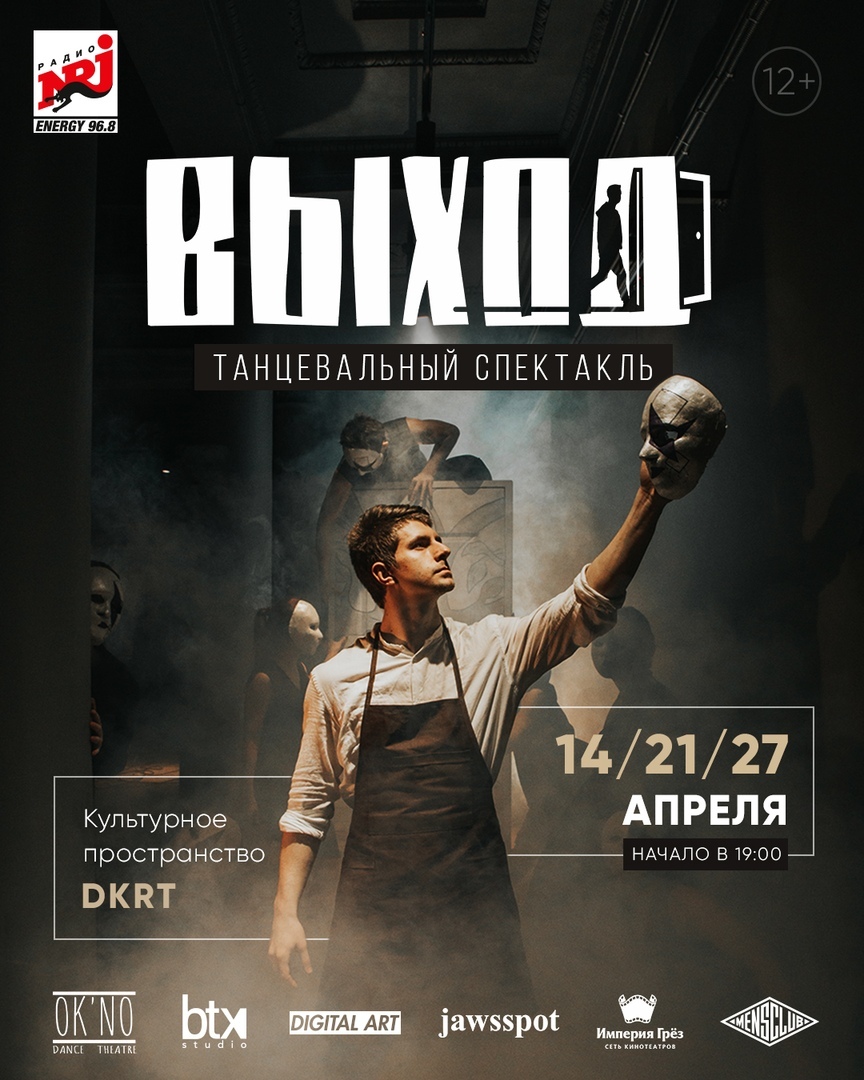 РАДИО
NRJ
ENERGY 96.8
12+
ВЫХОД
ТАНЦЕВАЛЬНЫЙ СПЕКТАКЛЬ
14/21/27
АПРЕЛЯ
НАЧАЛО В 19:00
Культурное
пространство
DKRT
OK'NO
DANCE THEATRE
btx
studio
DIGITAL ART
jawsspot
Империя Грёз
СЕТЬ КИНОТЕАТРОВ
MENSCLUB